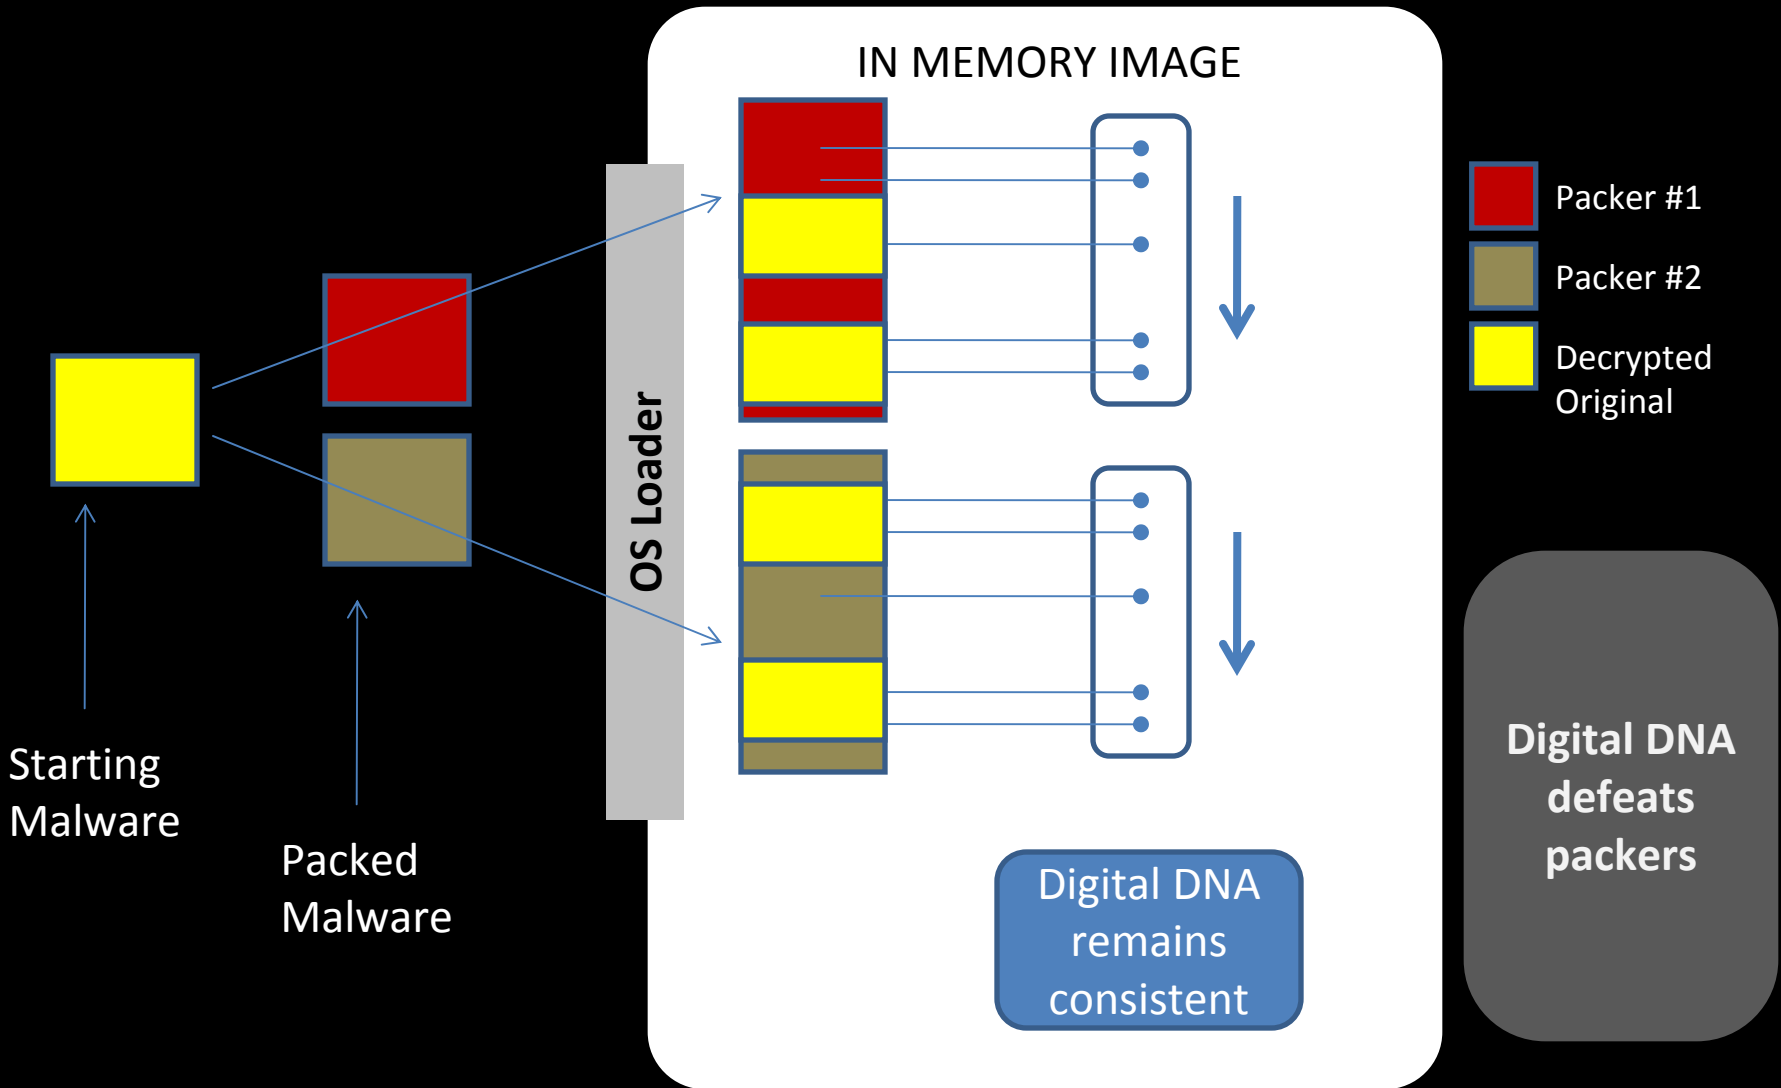 IN MEMORY IMAGE
OS Loader
Packer #1
Packer #2
Decrypted
Original
Starting
Malware
Packed
Malware
Digital DNA
remains
consistent
Digital DNA
defeats
packers